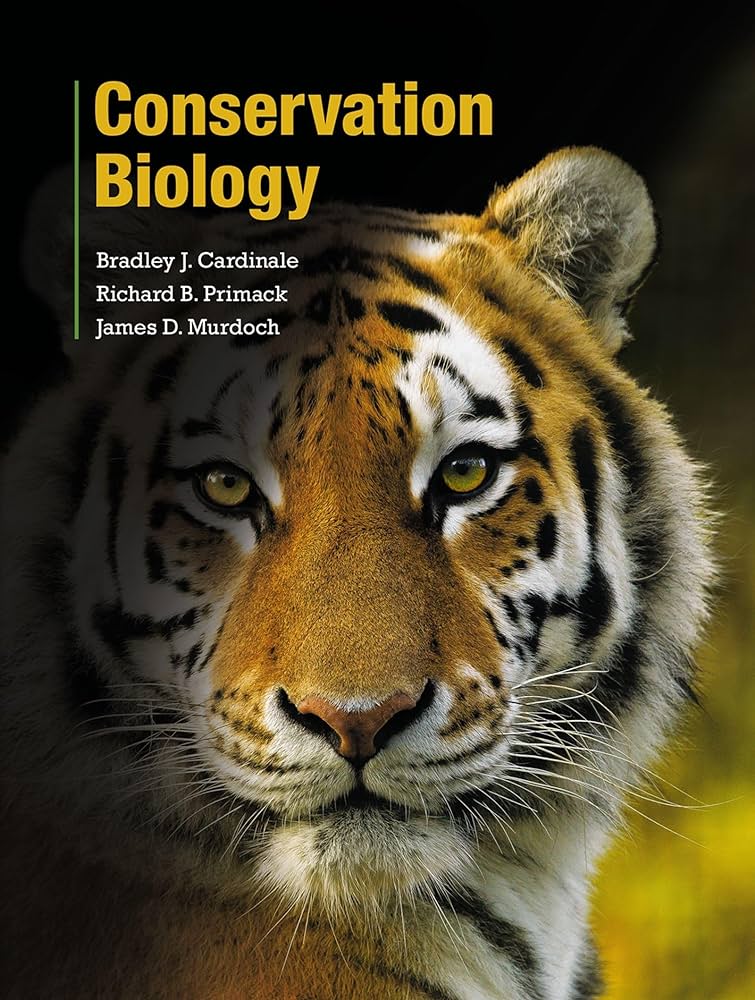 Conservation
Biology
Bradley J. Cardinale
Richard B. Primack
James D. Murdoch